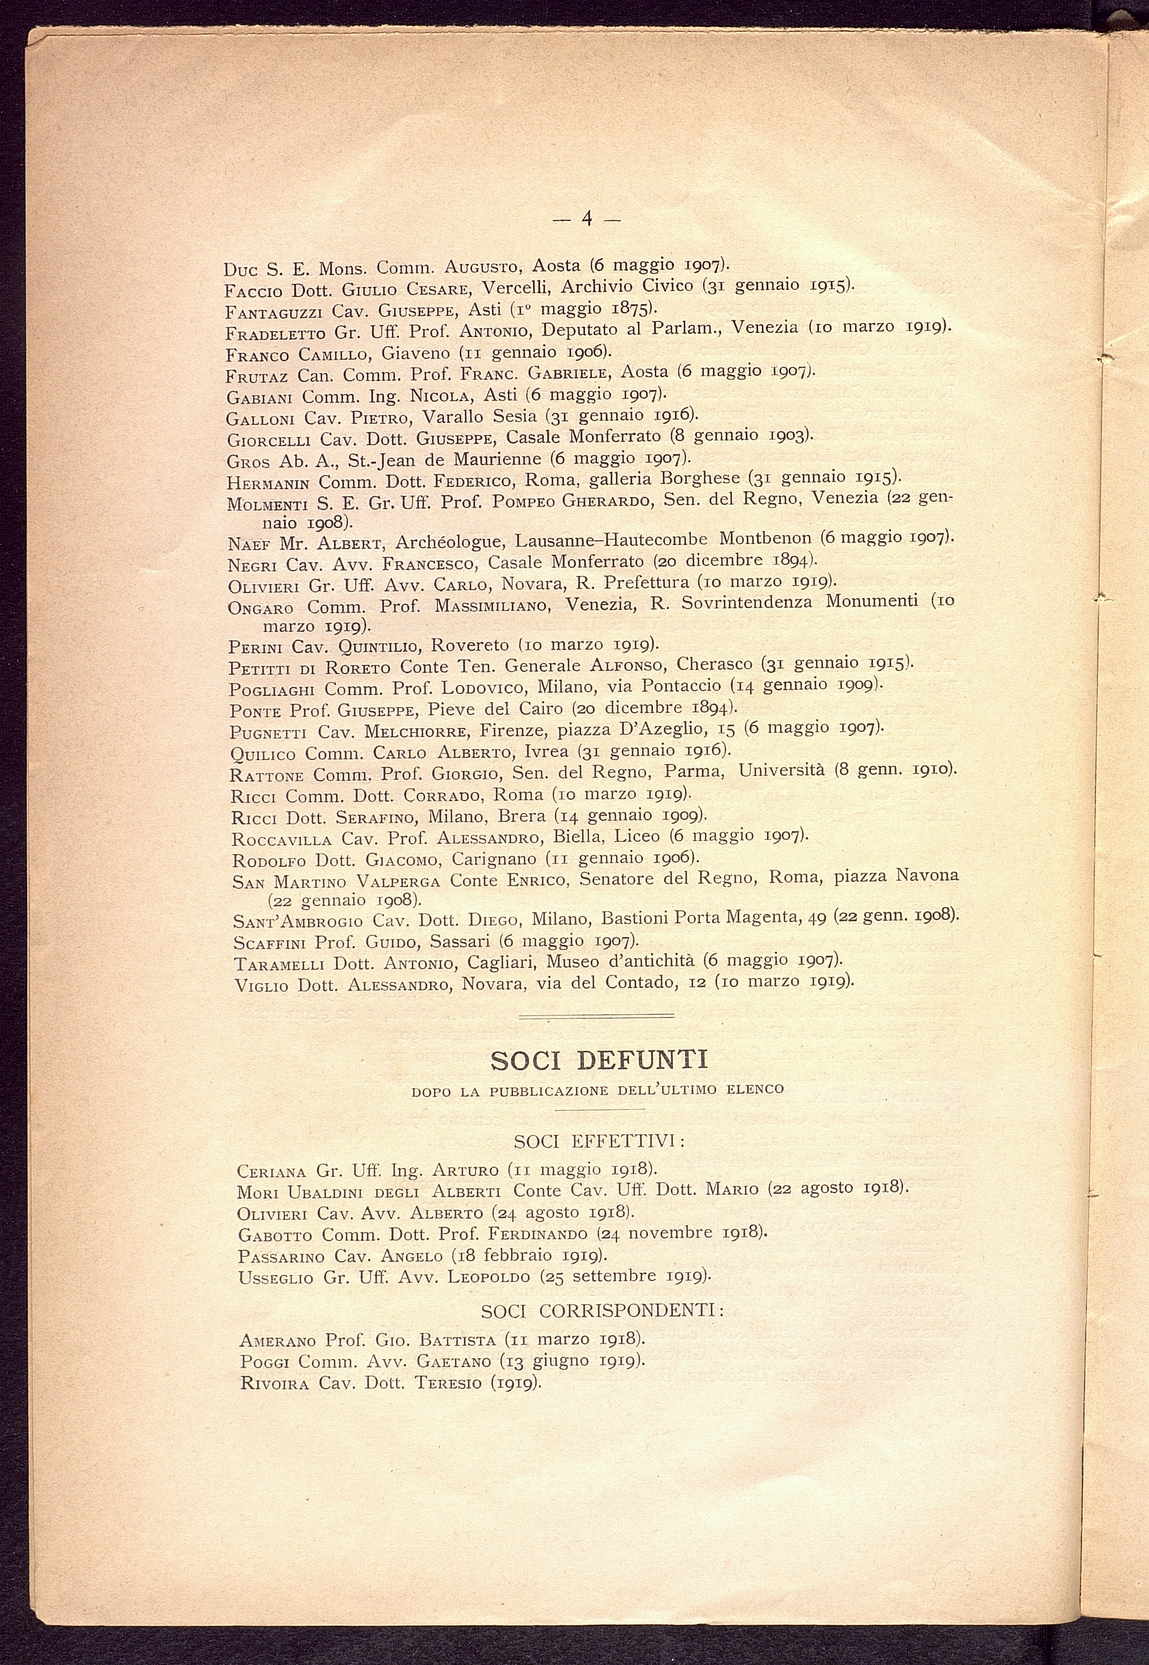 — 4 —
Duc S. E. Mons. Comm. Augusto, Aosta (6 maggio 1907).
Faccio Dott. Giulio Cesare, Vercelli, Archivio Civico (31 gennaio 1915).
Fantaguzzi Cav. Giuseppe, Asti (1º maggio 1875).
Fradeletto Gr. Uff. Prof. Antonio, Deputato al Parlam., Venezia (10 marzo 1919).
Franco Camillo, Giaveno (11 gennaio 1906).
Frutaz Can. Comm. Prof. Franc. Gabriele, Aosta (6 maggio 1907).
Gabiani Comm. Ing. Nicola, Asti (6 maggio 1907).
Galloni Cav. Pietro, Varallo Sesia (31 gennaio 1916).
Giorcelli Cav. Dott. Giuseppe, Casale Monferrato (8 gennaio 1903).
Gros Ab. A., St.-Jean de Maurienne (6 maggio 1907).
Hermanin Comm. Dott. Federico, Roma, galleria Borghese (31 gennaio 1915).
Molmenti S. E. Gr. Uff. Prof. Pompeo Gherardo, Sen. del Regno, Venezia (22 gen-
naio 1908).
Naef Mr. Albert, Archéologue, Lausanne–Hautecombe Montbenon (6 maggio 1907).
Negri Cav. Avv. Francesco, Casale Monferrato (20 dicembre 1894).
Olivieri Gr. Uff. Avv. Carlo, Novara, R. Prefettura (10 marzo 1919).
Ongaro Comm. Prof. Massimiliano, Venezia, R. Sovrintendenza Monumenti (10
marzo 1919).
Perini Cav. Quintilio, Rovereto (10 marzo 1919).
Petitti di Roreto Conte Ten. Generale Alfonso, Cherasco (31 gennaio 1915).
Pogliaghi Comm. Prof. Lodovico, Milano, via Pontaccio (14 gennaio 1909).
Ponte Prof. Giuseppe, Pieve del Cairo (20 dicembre 1894).
Pugnetti Cav. Melchiorre, Firenze, piazza D'Azeglio, 15 (6 maggio 1907).
Quilico Comm. Carlo Alberto, Ivrea (31 gennaio 1916).
Rattone Comm. Prof. Giorgio, Sen. del Regno, Parma, Università (8 genn. 1910).
Ricci Comm. Dott. Corrado, Roma (10 marzo 1919).
Ricci Dott. Serafino, Milano, Brera (14 gennaio 1909).
Roccavilla Cav. Prof. Alessandro, Biella, Liceo (6 maggio 1907).
Rodolfo Dott. Giacomo, Carignano (11 gennaio 1906).
San Martino Valperga Conte Enrico, Senatore del Regno, Roma, piazza Navona
(22 gennaio 1908).
Sant'Ambrogio Cav. Dott. Diego, Milano, Bastioni Porta Magenta, 49 (22 genn. 1908).
Scaffini Prof. Guido, Sassari (6 maggio 1907).
Taramelli Dott. Antonio, Cagliari, Museo d'antichità (6 maggio 1907).
Viglio Dott. Alessandro, Novara, via del Contado, 12 (10 marzo 1919).
SOCI DEFUNTI
DOPO LA PUBBLICAZIONE DELL'ULTIMO ELENCO
SOCI EFFETTIVI:
Ceriana Gr. Uff. Ing. Arturo (11 maggio 1918).
Mori Ubaldini degli Alberti Conte Cav. Uff. Dott. Mario (22 agosto 1918).
Olivieri Cav. Avv. Alberto (24 agosto 1918).
Gabotto Comm. Dott. Prof. Ferdinando (24 novembre 1918).
Passarino Cav. Angelo (18 febbraio 1919).
Usseglio Gr. Uff. Avv. Leopoldo (25 settembre 1919).
SOCI CORRISPONDENTI:
Amerano Prof. Gio. Battista (11 marzo 1918).
Poggi Comm. Avv. Gaetano (13 giugno 1919).
Rivoira Cav. Dott. Teresio (1919).